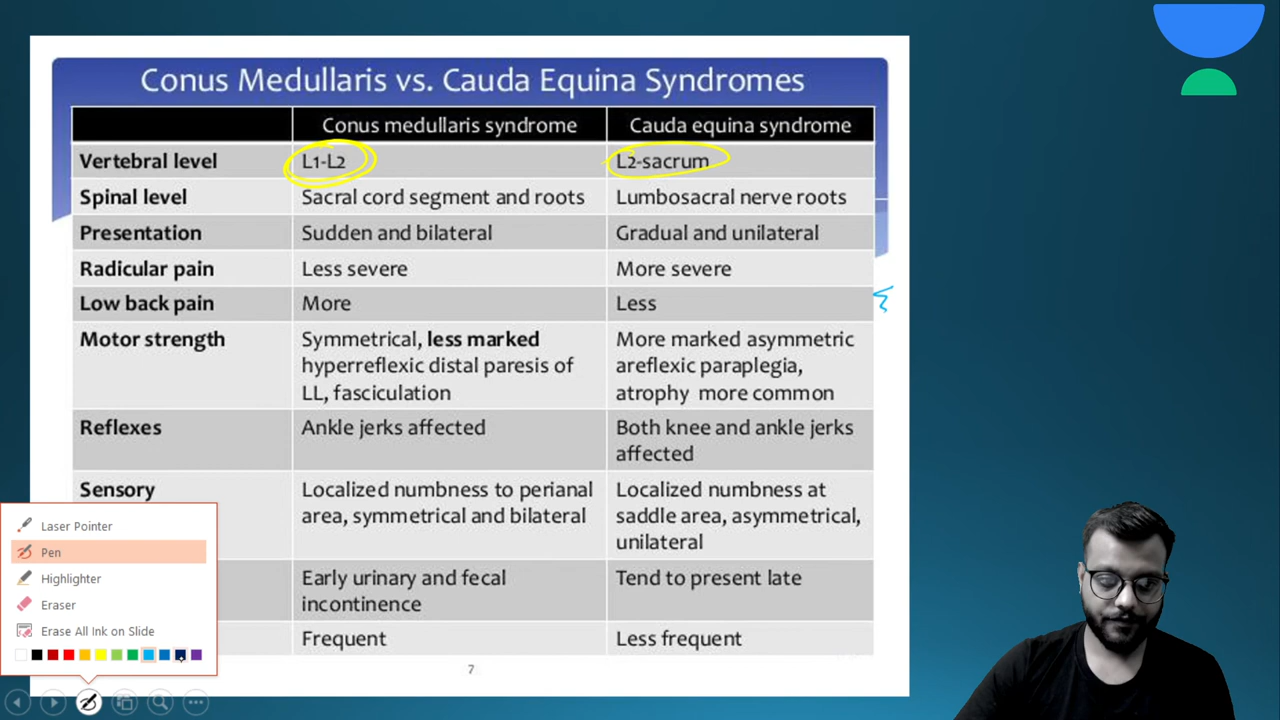 Conus Medullaris vs. Cauda Equina Syndromes
Conus medullaris syndrome Cauda equina syndrome
Vertebral level L1-L2 L2-sacrum
Spinal level Sacral cord segment and roots Lumbosacral nerve roots
Presentation Sudden and bilateral Gradual and unilateral
Radicular pain Less severe More severe
Low back pain More Less
Motor strength Symmetrical, less marked More marked asymmetric
hyperreflexic distal paresis of areflexic paraplegia,
LL, fasciculation atrophy more common
Reflexes Ankle jerks affected Both knee and ankle jerks
affected
Sensory Localized numbness to perianal Localized numbness at
area, symmetrical and bilateral saddle area, asymmetrical,
unilateral
Early urinary and fecal Tend to present late
incontinence
Frequent Less frequent
7
Laser Pointer
Pen
Highlighter
Eraser
Erase All Ink on Slide